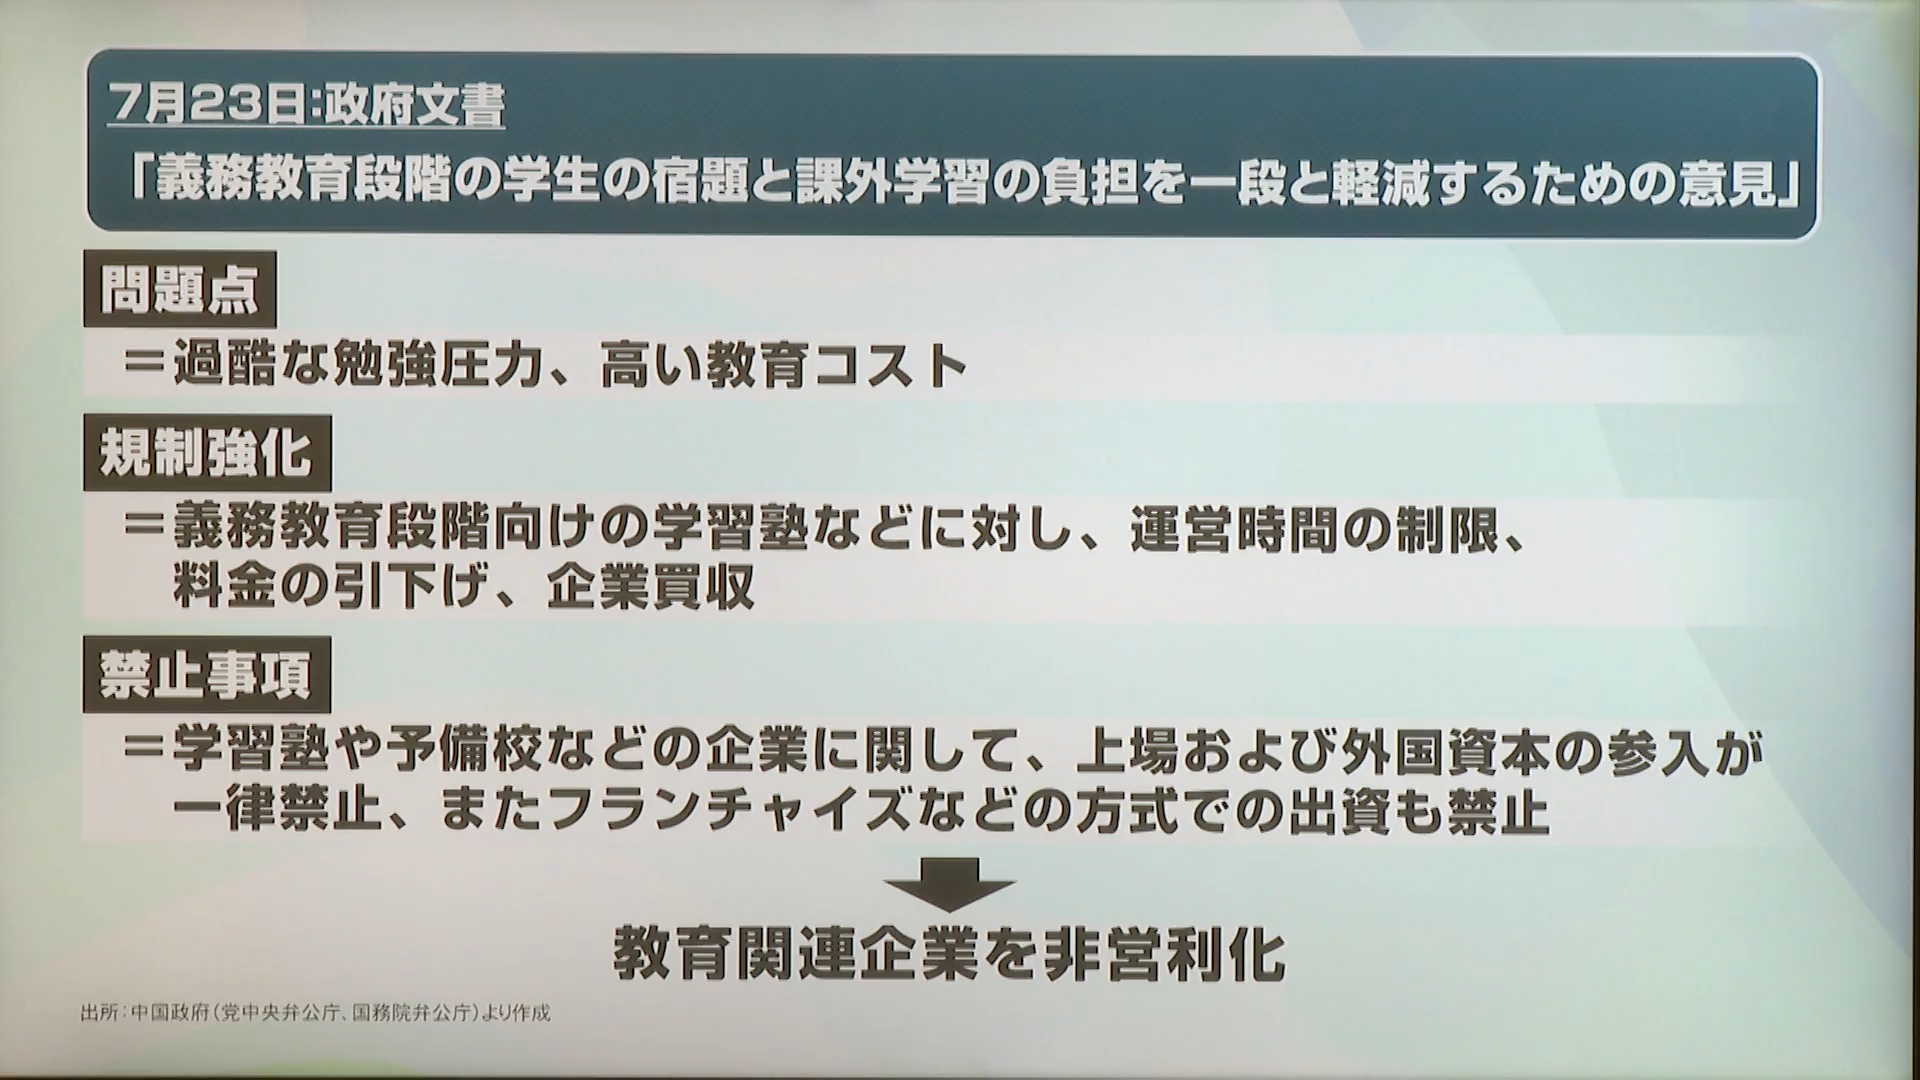 7月23日:政府文書
「義務教育段階の学生の宿題と課外学習の負担を一段と軽減するための意見」
問題点
＝過酷な勉強圧力、高い教育コスト
規制強化
＝義務教育段階向けの学習塾などに対し、運営時間の制限、
料金の引下げ、企業買収
禁止事項
＝学習塾や予備校などの企業に関して、上場および外国資本の参入が
一律禁止、またフランチャイズなどの方式での出資も禁止
教育関連企業を非営利化
出所：中国政府（党中央弁公庁、国務院弁公庁）より作成